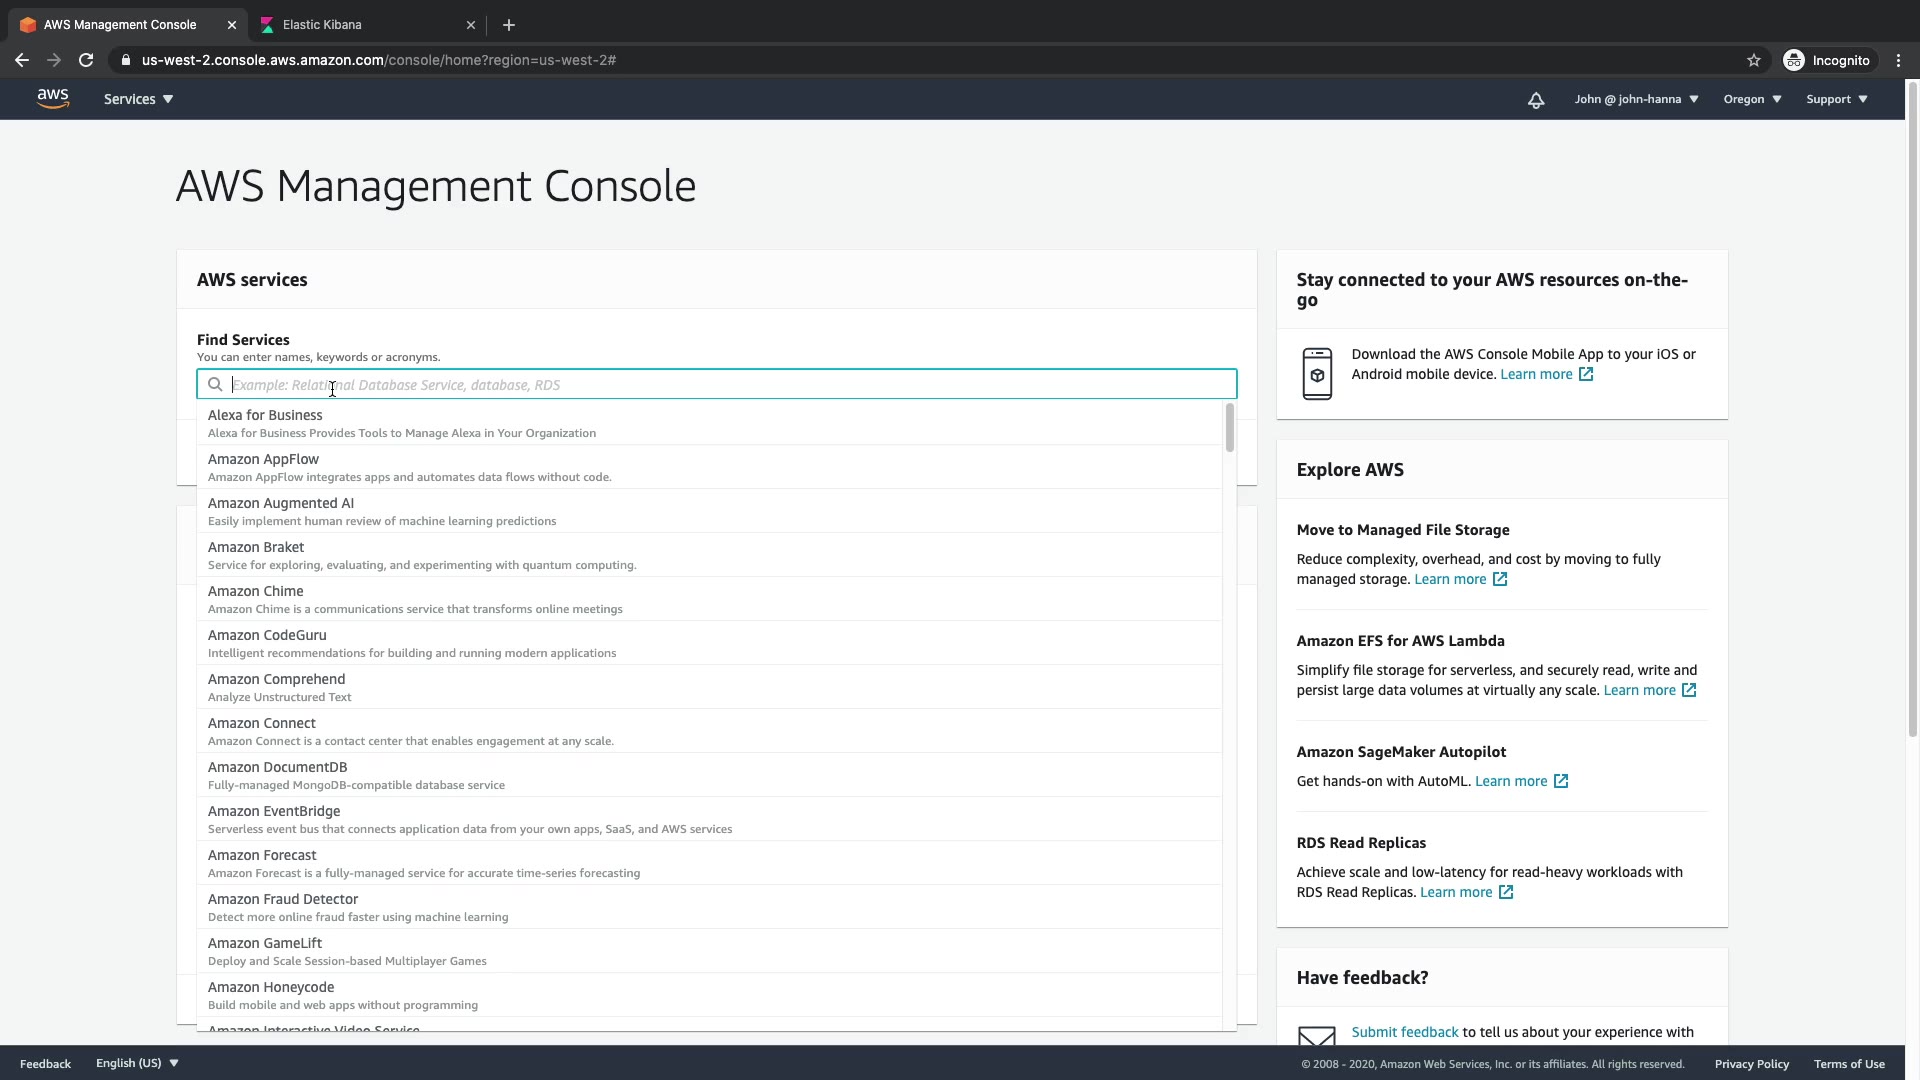 AWS Management Console
Elastic Kibana
us-west-2.console.aws.amazon.com/console/home?region=us-west-2#
Incognito
aws
Services
John @ john-hanna
Oregon
Support
AWS Management Console
AWS services
Find Services
You can enter names, keywords or acronyms.
Example: Relational Database Service, database, RDS
Alexa for Business
Alexa for Business Provides Tools to Manage Alexa in Your Organization
Amazon AppFlow
Amazon AppFlow integrates apps and automates data flows without code.
Amazon Augmented AI
Easily implement human review of machine learning predictions
Amazon Braket
Service for exploring, evaluating, and experimenting with quantum computing.
Amazon Chime
Amazon Chime is a communications service that transforms online meetings
Amazon CodeGuru
Intelligent recommendations for building and running modern applications
Amazon Comprehend
Analyze Unstructured Text
Amazon Connect
Amazon Connect is a contact center that enables engagement at any scale.
Amazon DocumentDB
Fully-managed MongoDB-compatible database service
Amazon EventBridge
Serverless event bus that connects application data from your own apps, SaaS, and AWS services
Amazon Forecast
Amazon Forecast is a fully-managed service for accurate time-series forecasting
Amazon Fraud Detector
Detect more online fraud faster using machine learning
Amazon GameLift
Deploy and Scale Session-based Multiplayer Games
Amazon Honeycode
Build mobile and web apps without programming
Amazon Interactive Video Service
Stay connected to your AWS resources on-the-
go
Download the AWS Console Mobile App to your iOS or
Android mobile device. Learn more
Explore AWS
Move to Managed File Storage
Reduce complexity, overhead, and cost by moving to fully
managed storage. Learn more
Amazon EFS for AWS Lambda
Simplify file storage for serverless, and securely read, write and
persist large data volumes at virtually any scale. Learn more
Amazon SageMaker Autopilot
Get hands-on with AutoML. Learn more
RDS Read Replicas
Achieve scale and low-latency for read-heavy workloads with
RDS Read Replicas. Learn more
Have feedback?
Submit feedback to tell us about your experience with
Feedback
English (US)
© 2008 - 2020, Amazon Web Services, Inc. or its affiliates. All rights reserved.
Privacy Policy
Terms of Use